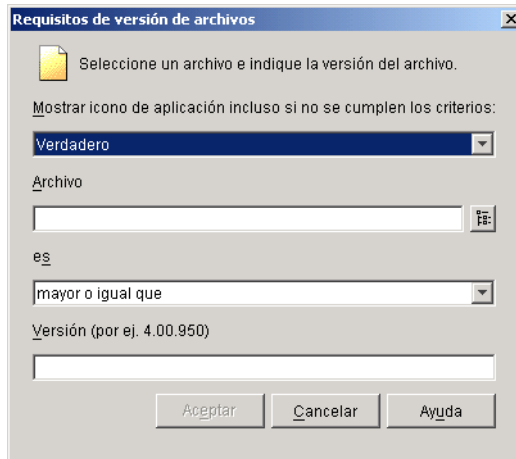 Requisitos de versión de archivos
Seleccione un archivo e indique la versión del archivo.
Mostrar icono de aplicación incluso si no se cumplen los criterios:
Verdadero
Archivo
es
mayor o igual que
Versión (por ej. 4.00.950)
Aceptar
Cancelar
Ayuda